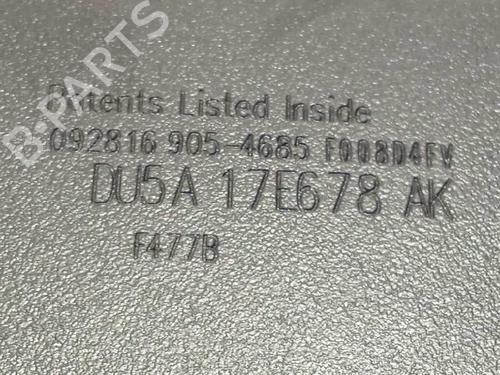 Patents Listed Inside
092816 905-4685 F008D4FV
DU5A 17E678 AK
F477B
B-PARTS